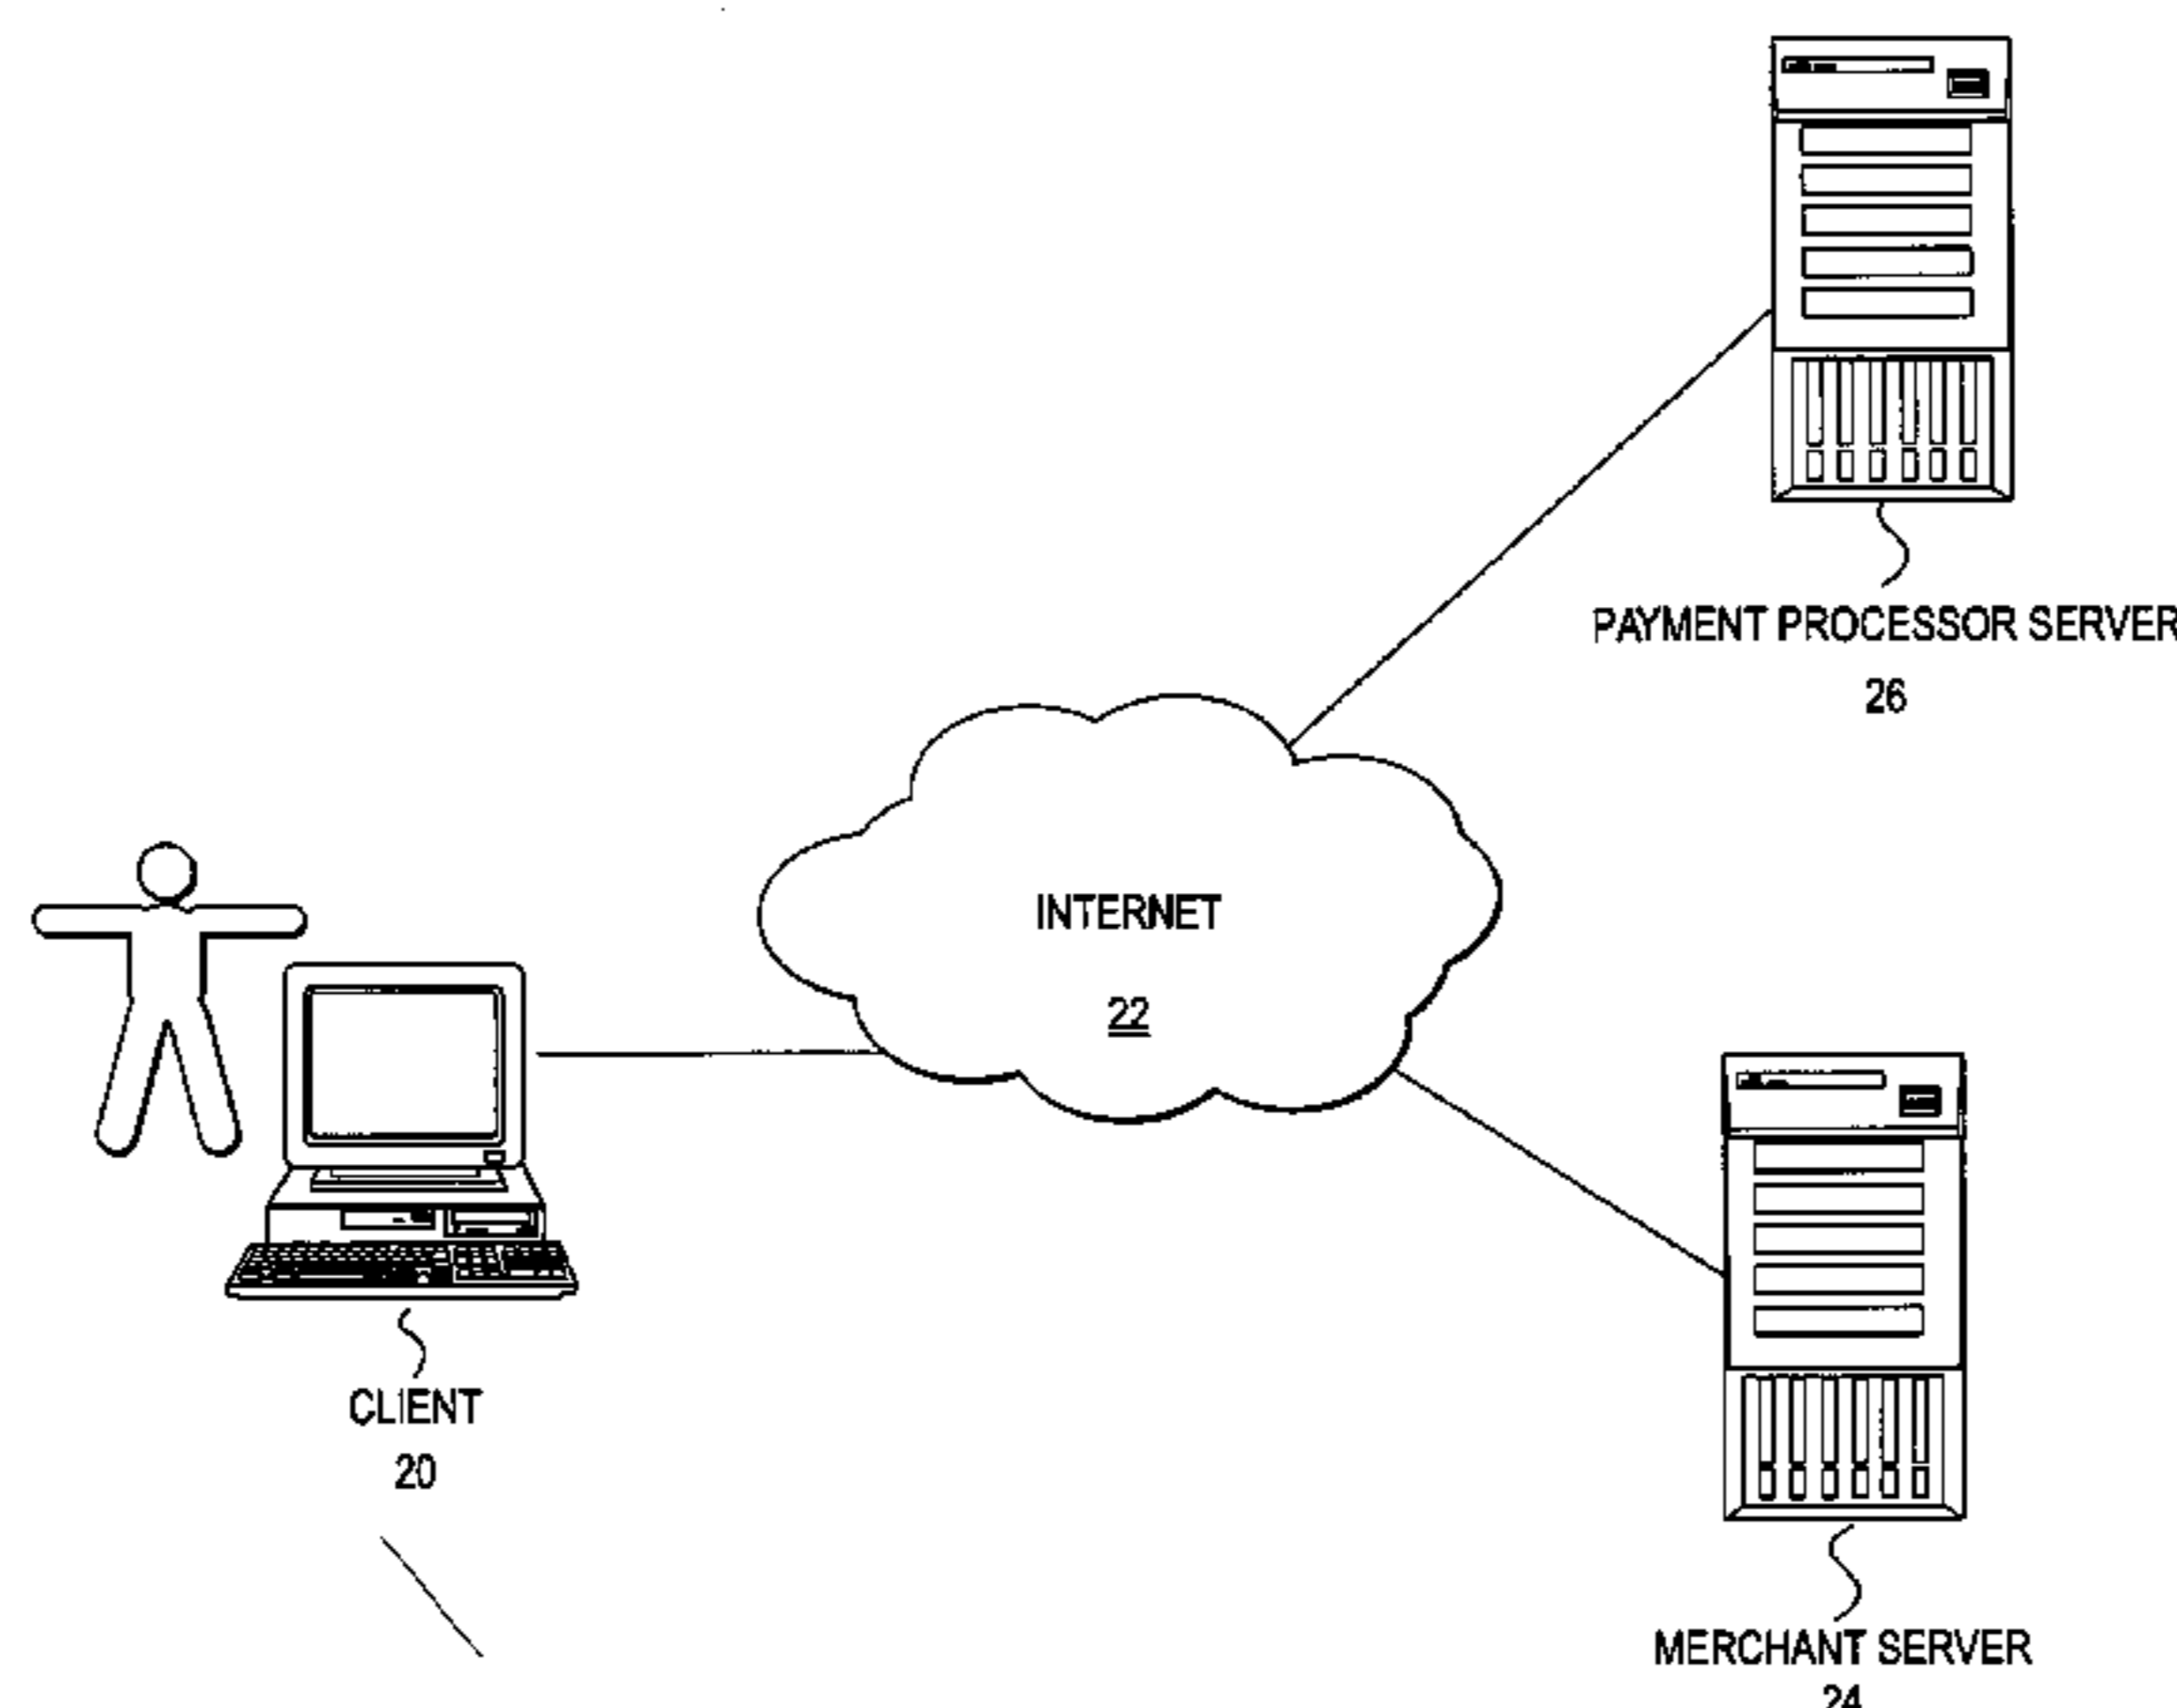 PAYMENT PROCESSOR SERVER
26
INTERNET
22
CLIENT
20
MERCHANT SERVER
24